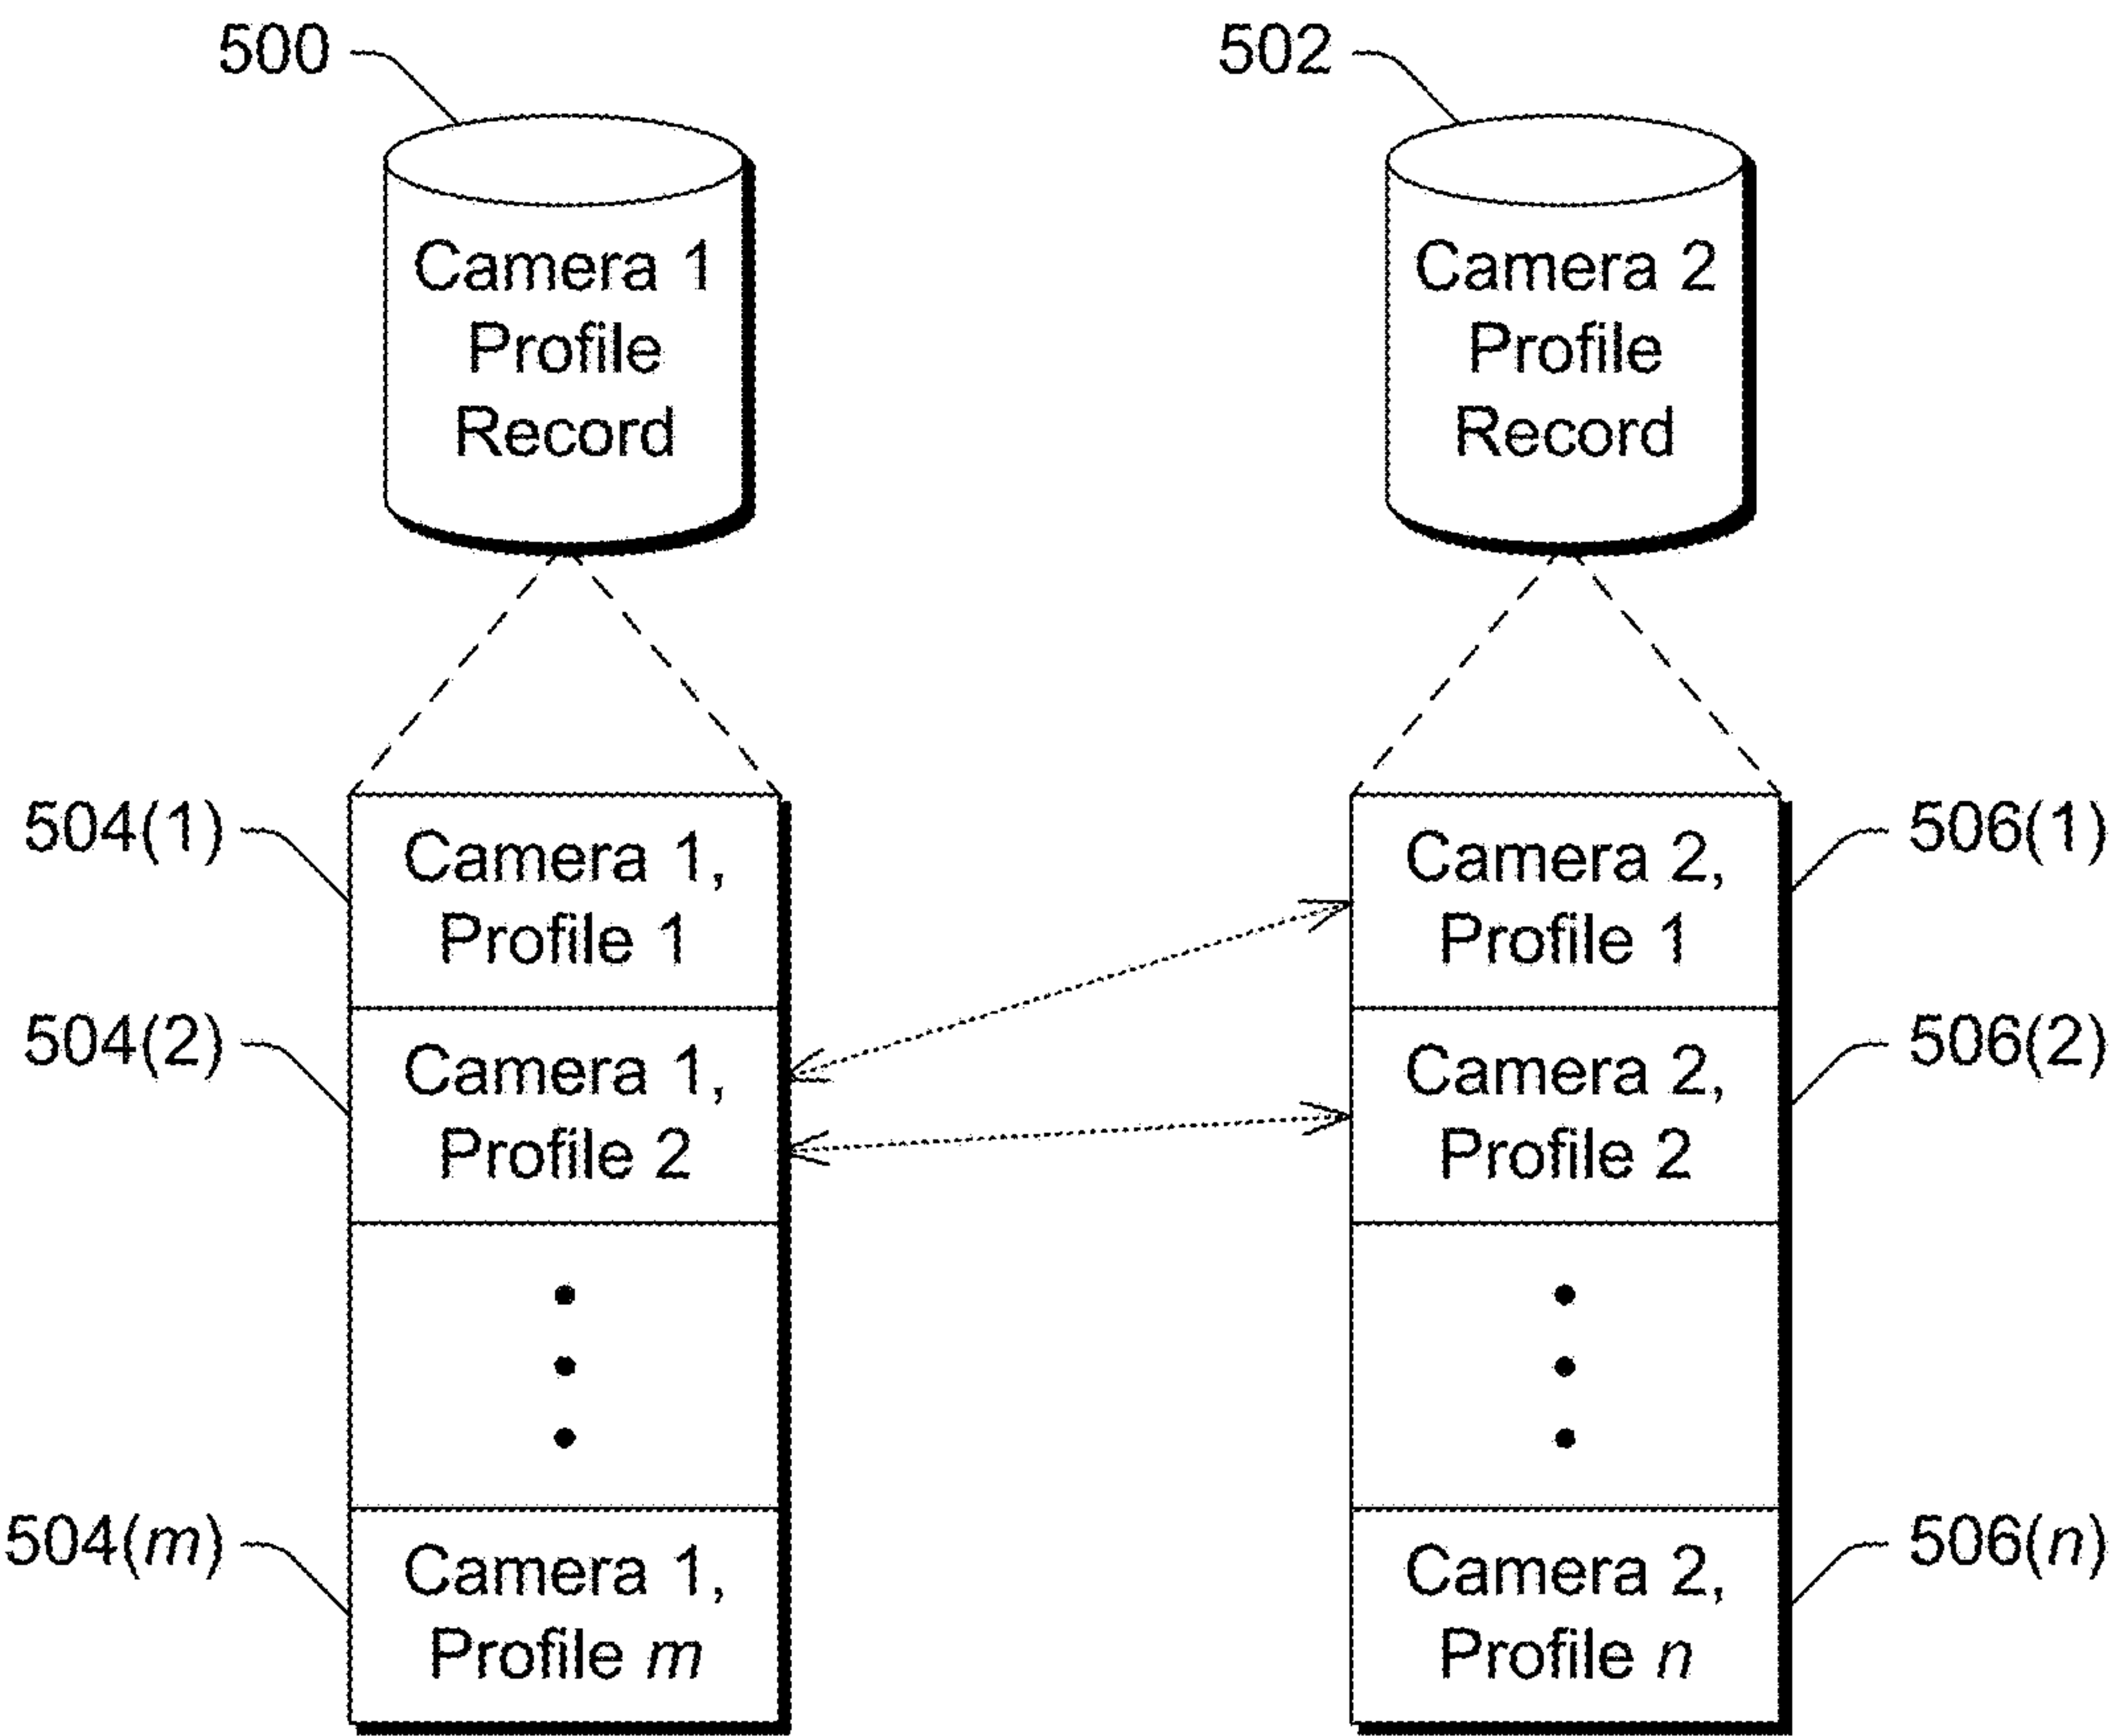 500
502
Camera 1
Profile
Record
Camera 2
Profile
Record
504(1)
Camera 1,
Profile 1
Camera 2,
Profile 1
506(1)
504(2)
Camera 1,
Profile 2
Camera 2,
Profile 2
506(2)
504(m)
Camera 1,
Profile m
Camera 2,
Profile n
506(n)